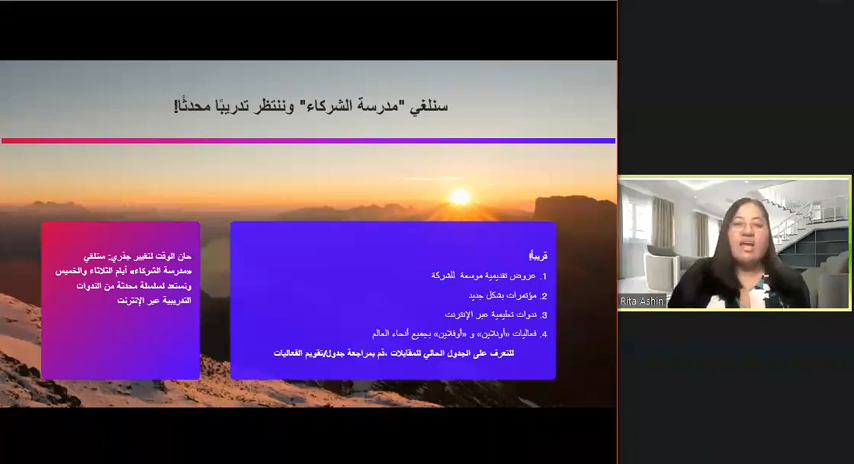 سنلغي "مدرسة الشركاء" وننتظر تدريبًا محدثًا!
حان الوقت لتغيير جذري: سنلغي
«مدرسة الشركاء» أيام الثلاثاء والخميس
ونستعد لسلسلة محدثة من الندوات
التدريبية عبر الإنترنت
قريباً!
1. عروض تقديمية موسعة للشركة
2. مؤتمرات بشكل جديد
3. ندوات تعليمية عبر الإنترنت
4. فعاليات «أونلاين» و «أوفلاين» بجميع أنحاء العالم
للتعرف على الجدول الحالي للمقابلات ،قم بمراجعة جدول/تقويم الفعاليات
Rita Ashin